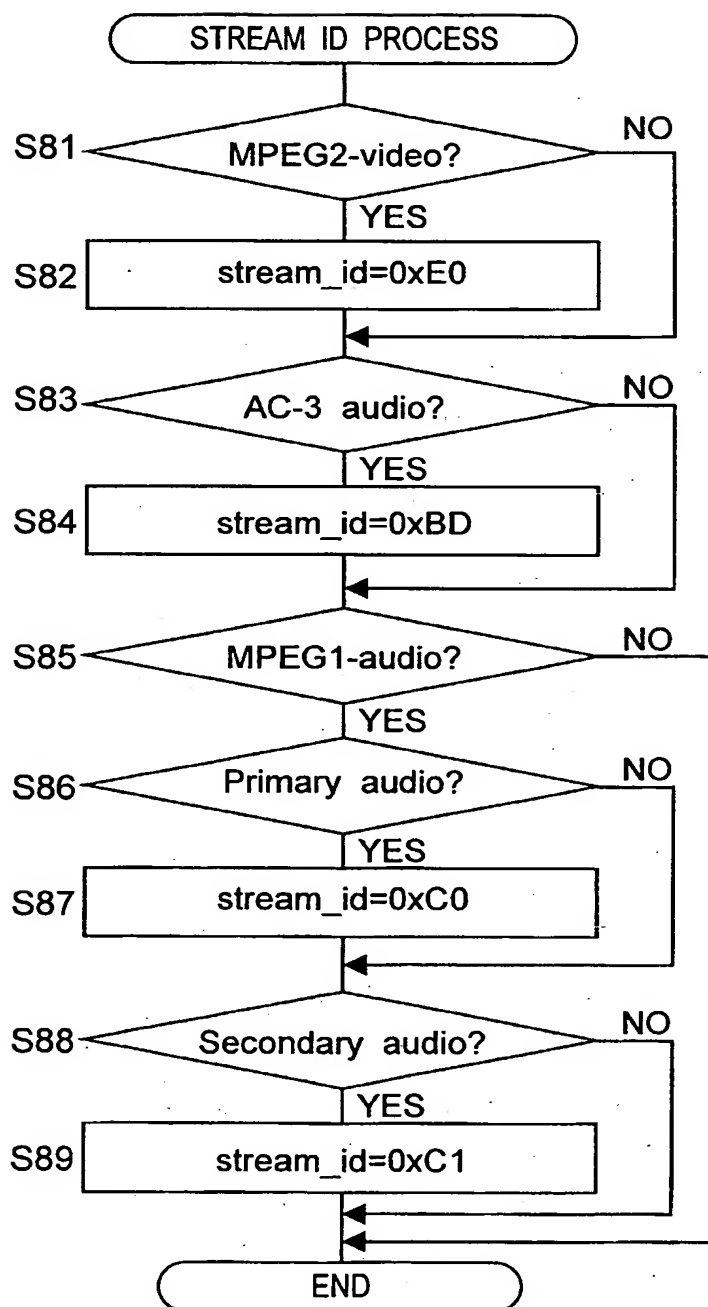 STREAM ID PROCESS
S81
MPEG2-video?
NO
YES
S82
stream_id=0xE0
S83
AC-3 audio?
NO
YES
S84
stream_id=0xBD
S85
MPEG1-audio?
NO
YES
S86
Primary audio?
NO
YES
S87
stream_id=0xC0
S88
Secondary audio?
NO
YES
S89
stream_id=0xC1
END